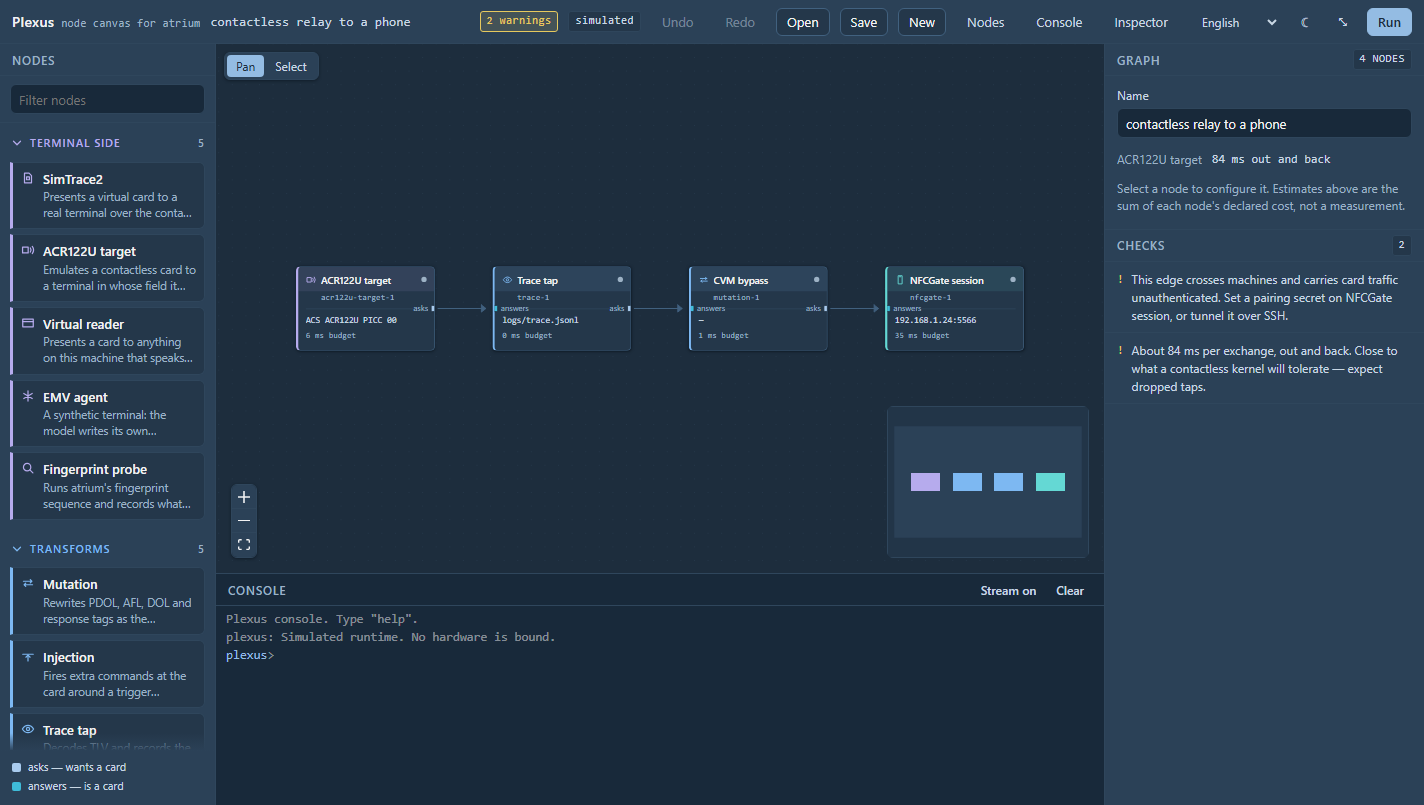 Plexus node canvas for atrium contactless relay to a phone
2 warnings simulated Undo Redo Open Save New Nodes Console Inspector English Run
NODES
Filter nodes
TERMINAL SIDE 5
SimTrace2
Presents a virtual card to a
real terminal over the conta...
ACR122U target
Emulates a contactless card to
a terminal in whose field it...
Virtual reader
Presents a card to anything
on this machine that speaks...
EMV agent
A synthetic terminal: the
model writes its own...
Fingerprint probe
Runs atrium's fingerprint
sequence and records what...
TRANSFORMS 5
Mutation
Rewrites PDOL, AFL, DOL and
response tags as the...
Injection
Fires extra commands at the
card around a trigger...
Trace tap
Decodes TLV and records the
asks — wants a card
answers — is a card
Pan Select
ACR122U target
acr122u-target-1
asks
ACS ACR122U PICC 00
6 ms budget
Trace tap
trace-1
answers asks
logs/trace.jsonl
0 ms budget
CVM bypass
mutation-1
answers asks
—
1 ms budget
NFCGate session
nfcgate-1
answers
192.168.1.24:5566
35 ms budget
CONSOLE Stream on Clear
Plexus console. Type "help".
plexus: Simulated runtime. No hardware is bound.
plexus>
GRAPH 4 NODES
Name
contactless relay to a phone
ACR122U target 84 ms out and back
Select a node to configure it. Estimates above are the
sum of each node's declared cost, not a measurement.
CHECKS 2
! This edge crosses machines and carries card traffic
unauthenticated. Set a pairing secret on NFCGate
session, or tunnel it over SSH.
! About 84 ms per exchange, out and back. Close to
what a contactless kernel will tolerate — expect
dropped taps.